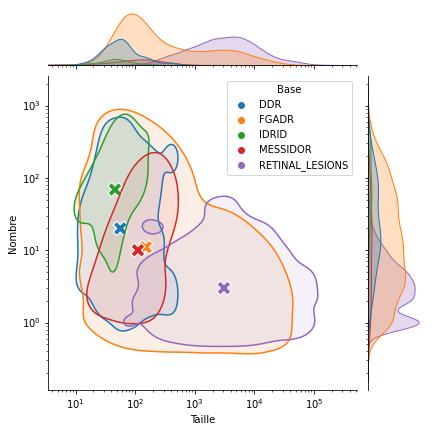 Base
DDR
FGADR
IDRID
MESSIDOR
RETINAL_LESIONS
Nombre
10³
10²
10¹
10⁰
10¹ 10² 10³ 10⁴ 10⁵
Taille